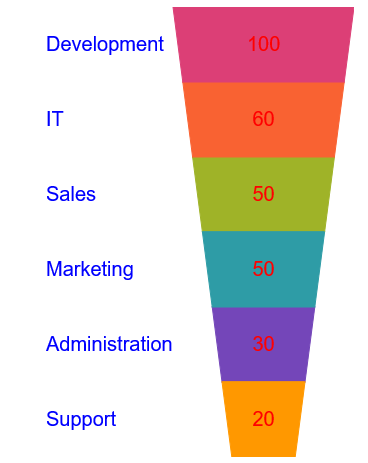 Development 100
IT 60
Sales 50
Marketing 50
Administration 30
Support 20